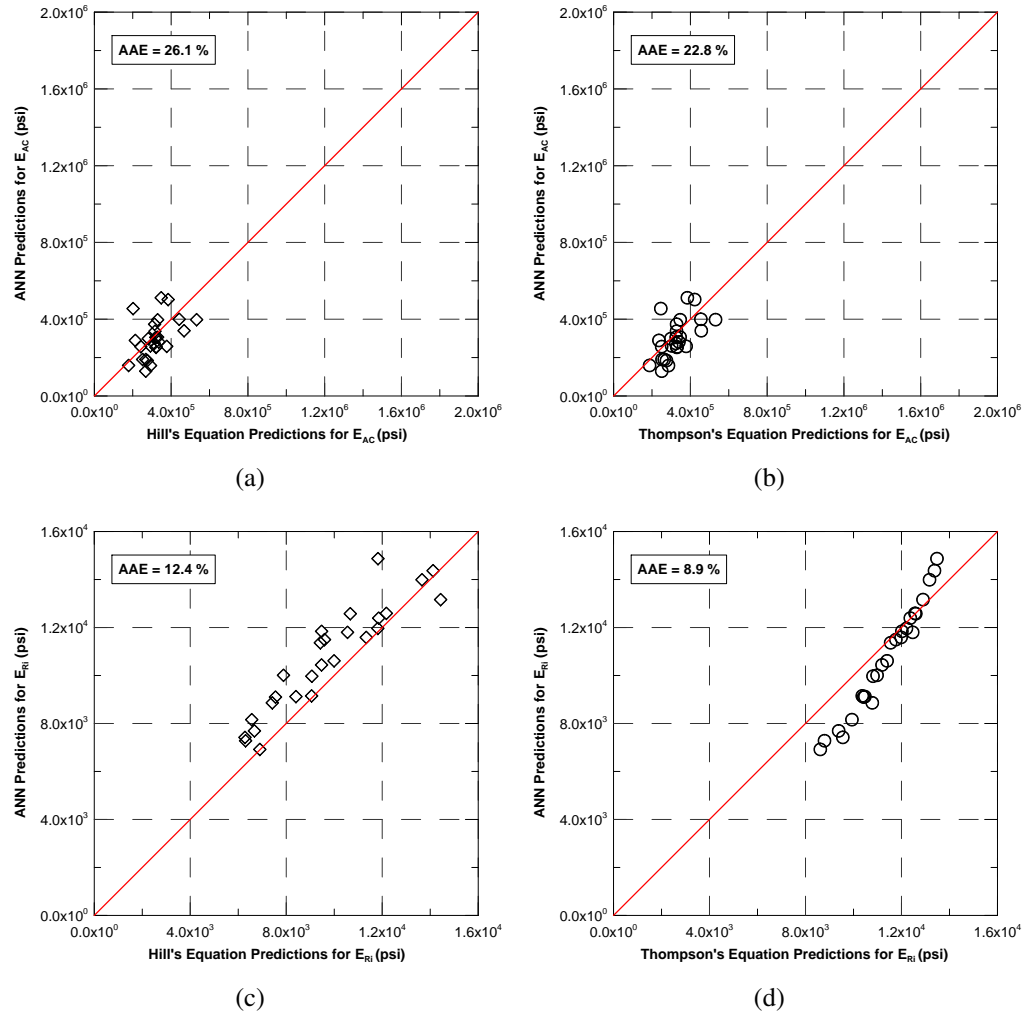 2.0x10⁶
1.6x10⁶
1.2x10⁶
8.0x10⁵
4.0x10⁵
0.0x10⁰
ANN Predictions for E_AC (psi)
AAE = 26.1 %
0.0x10⁰ 4.0x10⁵ 8.0x10⁵ 1.2x10⁶ 1.6x10⁶ 2.0x10⁶
Hill's Equation Predictions for E_AC (psi)
(a)
2.0x10⁶
1.6x10⁶
1.2x10⁶
8.0x10⁵
4.0x10⁵
0.0x10⁰
ANN Predictions for E_AC (psi)
AAE = 22.8 %
0.0x10⁰ 4.0x10⁵ 8.0x10⁵ 1.2x10⁶ 1.6x10⁶ 2.0x10⁶
Thompson's Equation Predictions for E_AC (psi)
(b)
1.6x10⁴
1.2x10⁴
8.0x10³
4.0x10³
0.0x10⁰
ANN Predictions for E_Ri (psi)
AAE = 12.4 %
0.0x10⁰ 4.0x10³ 8.0x10³ 1.2x10⁴ 1.6x10⁴
Hill's Equation Predictions for E_Ri (psi)
(c)
1.6x10⁴
1.2x10⁴
8.0x10³
4.0x10³
0.0x10⁰
ANN Predictions for E_Ri (psi)
AAE = 8.9 %
0.0x10⁰ 4.0x10³ 8.0x10³ 1.2x10⁴ 1.6x10⁴
Thompson's Equation Predictions for E_Ri (psi)
(d)